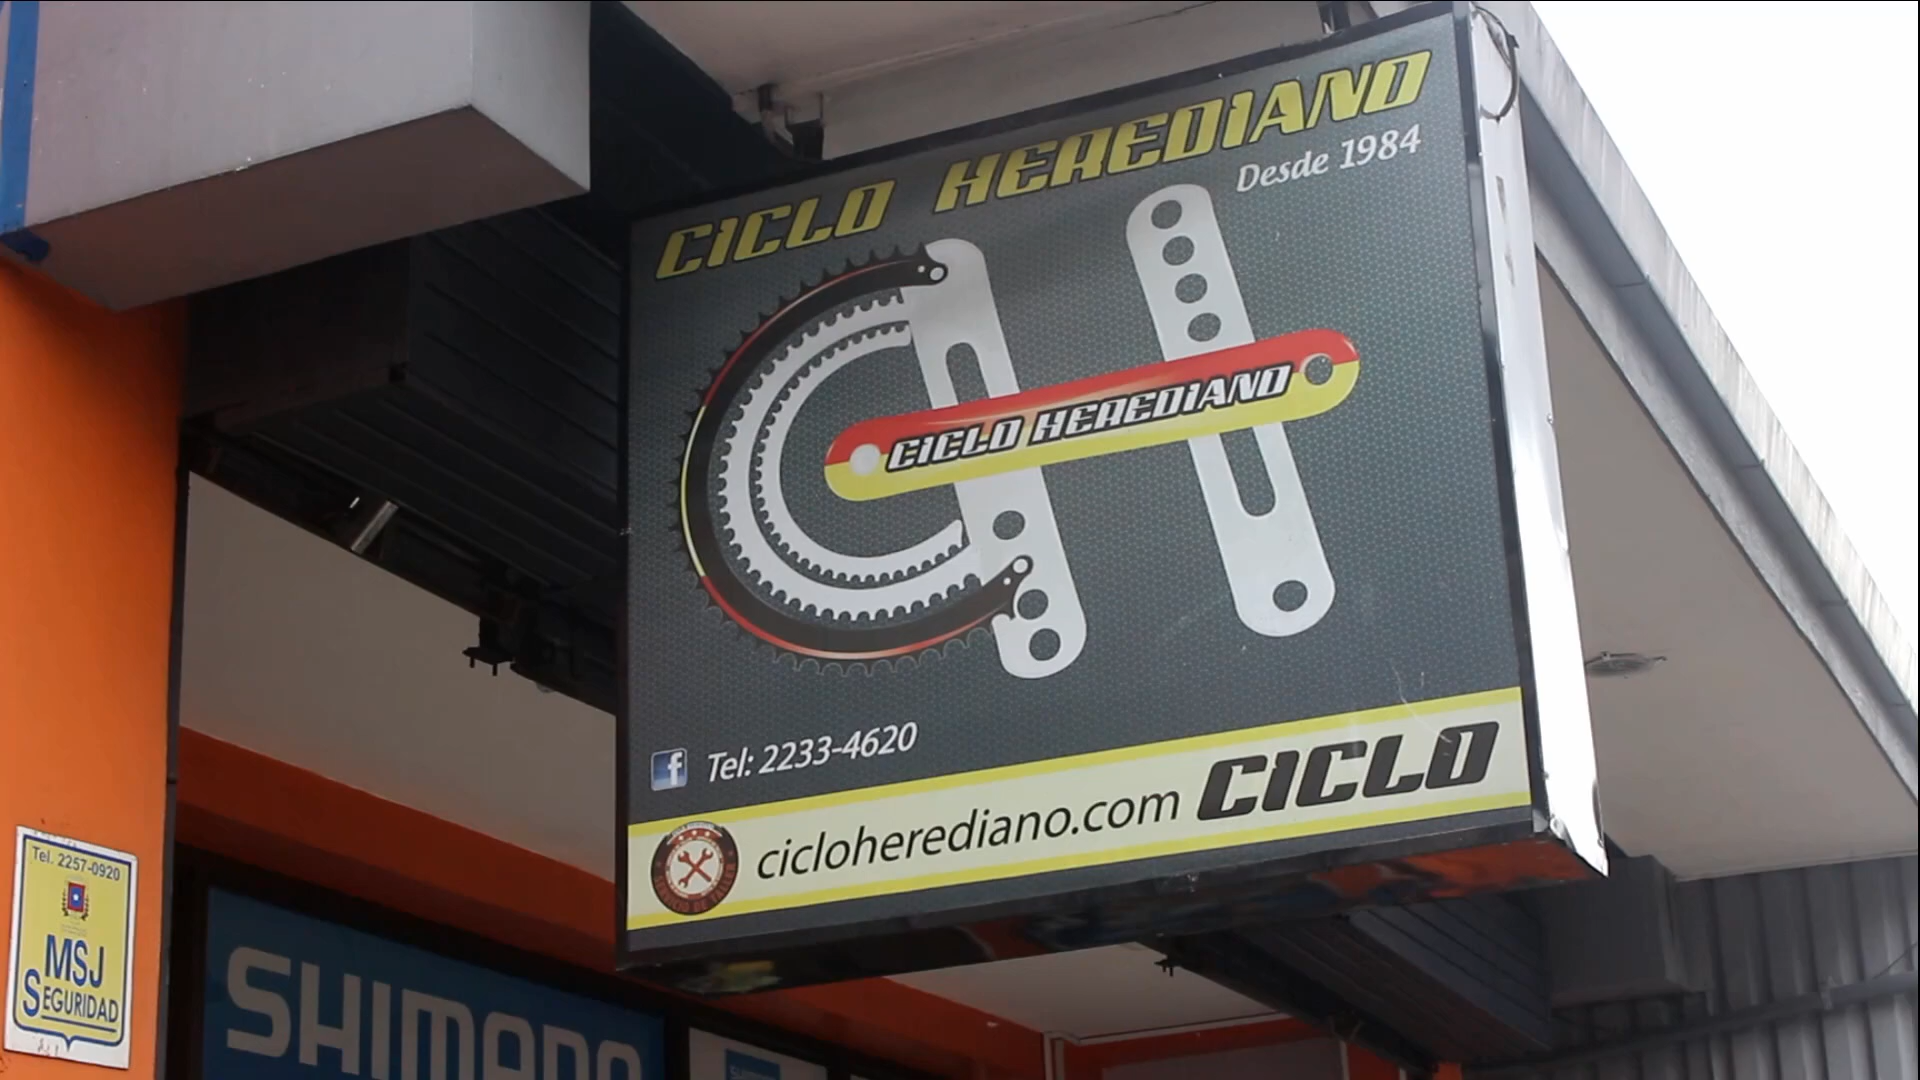 CICLO HEREDIANO
Desde 1984
CICLO HEREDIANO
f Tel: 2233-4620
cicloherediano.com CICLO
Tel. 2257-0920
MSJ
SEGURIDAD
SHIMANO